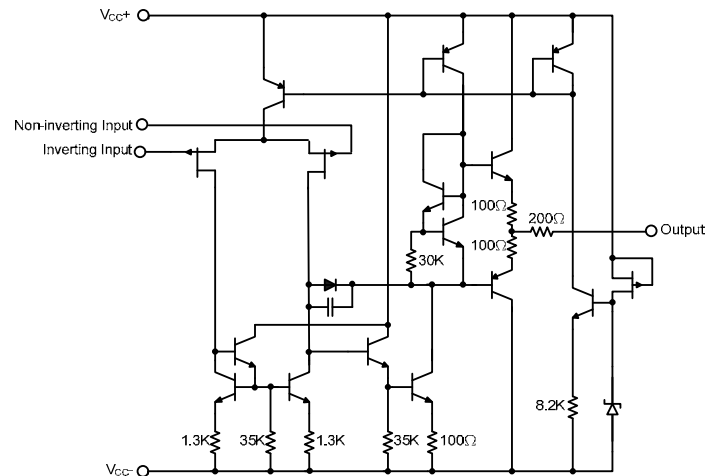 VCC+
Non-inverting Input
Inverting Input
100Ω
200Ω
Output
100Ω
30K
8.2K
1.3K
35K
1.3K
35K
100Ω
VCC-